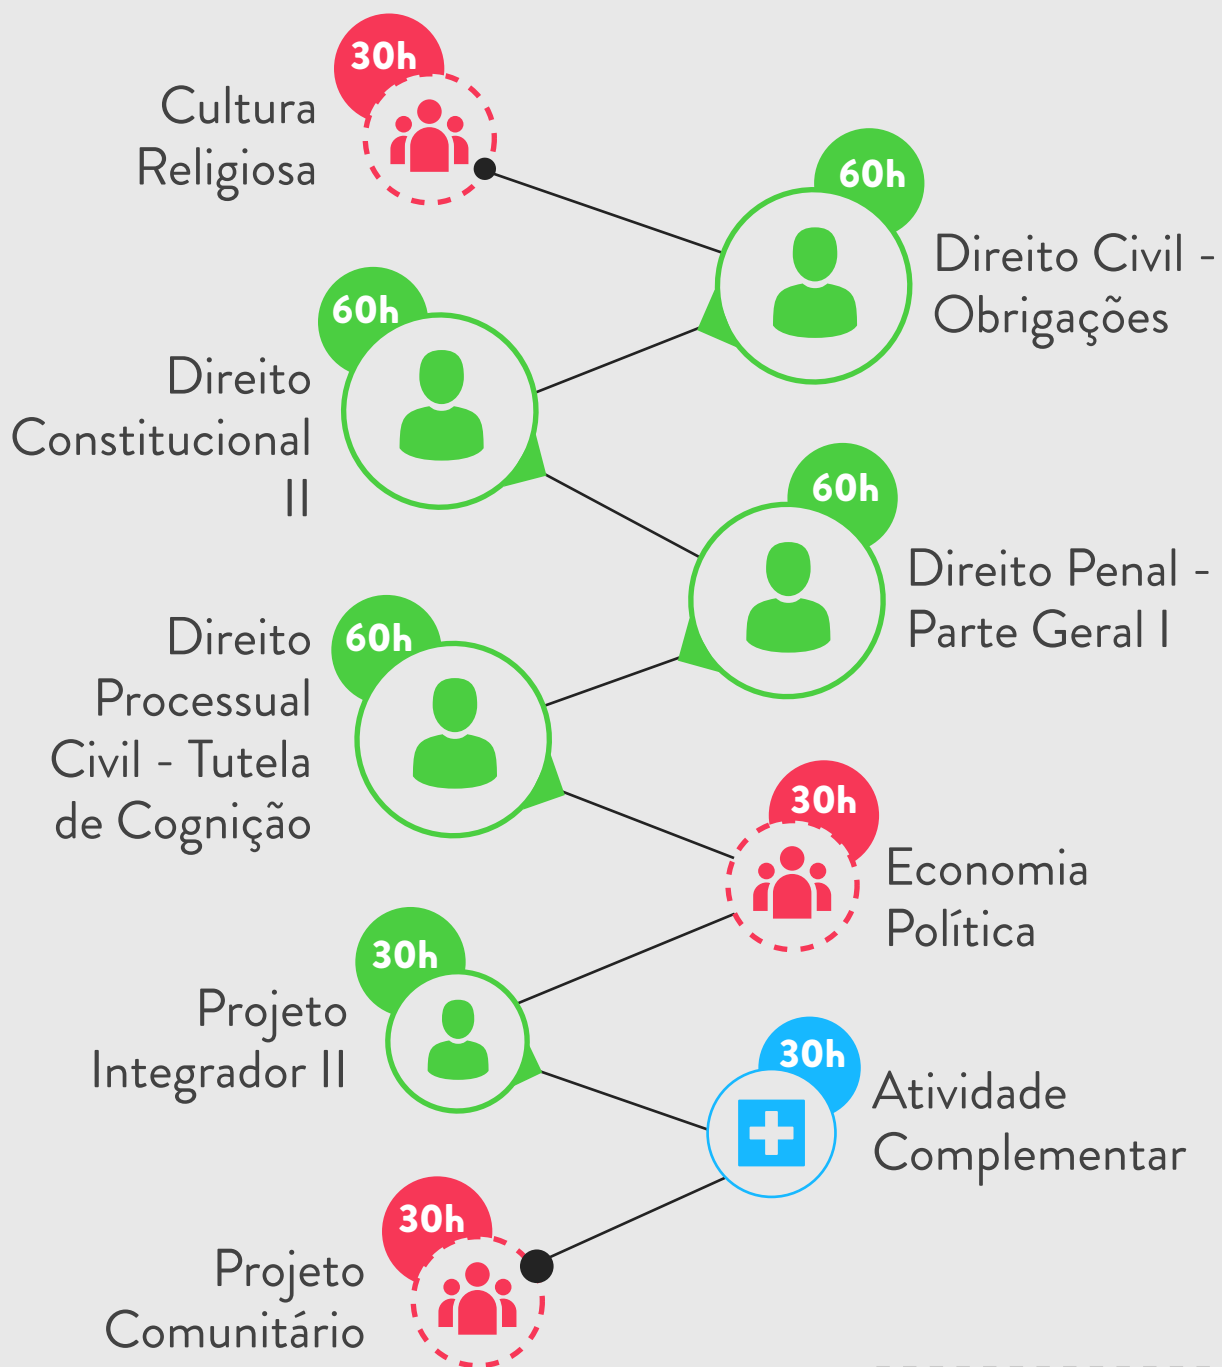 30h
Cultura
Religiosa
60h
Direito Civil -
Obrigações
60h
Direito
Constitucional
II
60h
Direito Penal -
Parte Geral I
60h
Direito
Processual
Civil - Tutela
de Cognição
30h
Economia
Política
30h
Projeto
Integrador II
30h
Atividade
Complementar
30h
Projeto
Comunitário